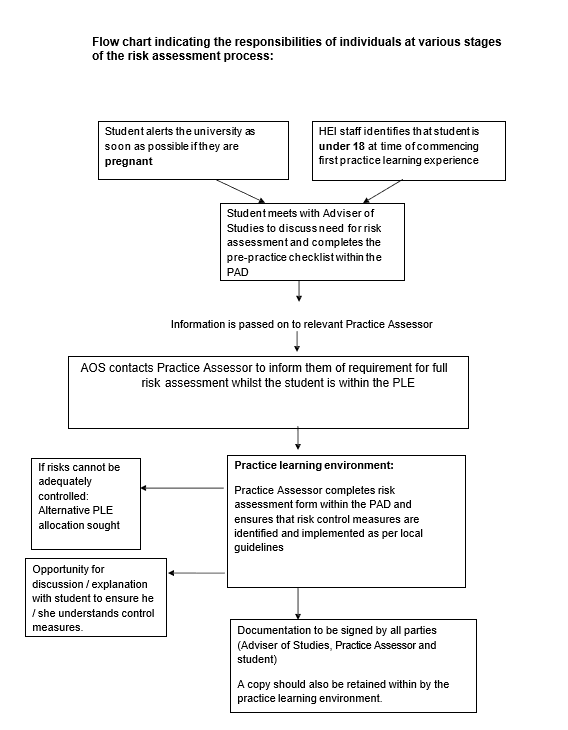 Flow chart indicating the responsibilities of individuals at various stages
of the risk assessment process:
Student alerts the university as
soon as possible if they are
pregnant
HEI staff identifies that student is
under 18 at time of commencing
first practice learning experience
Student meets with Adviser of
Studies to discuss need for risk
assessment and completes the
pre-practice checklist within the
PAD
Information is passed on to relevant Practice Assessor
AOS contacts Practice Assessor to inform them of requirement for full
risk assessment whilst the student is within the PLE
If risks cannot be
adequately
controlled:
Alternative PLE
allocation sought
Practice learning environment:
Practice Assessor completes risk
assessment form within the PAD and
ensures that risk control measures are
identified and implemented as per local
guidelines
Opportunity for
discussion / explanation
with student to ensure he
/ she understands control
measures.
Documentation to be signed by all parties
(Adviser of Studies, Practice Assessor and
student)
A copy should also be retained within by the
practice learning environment.